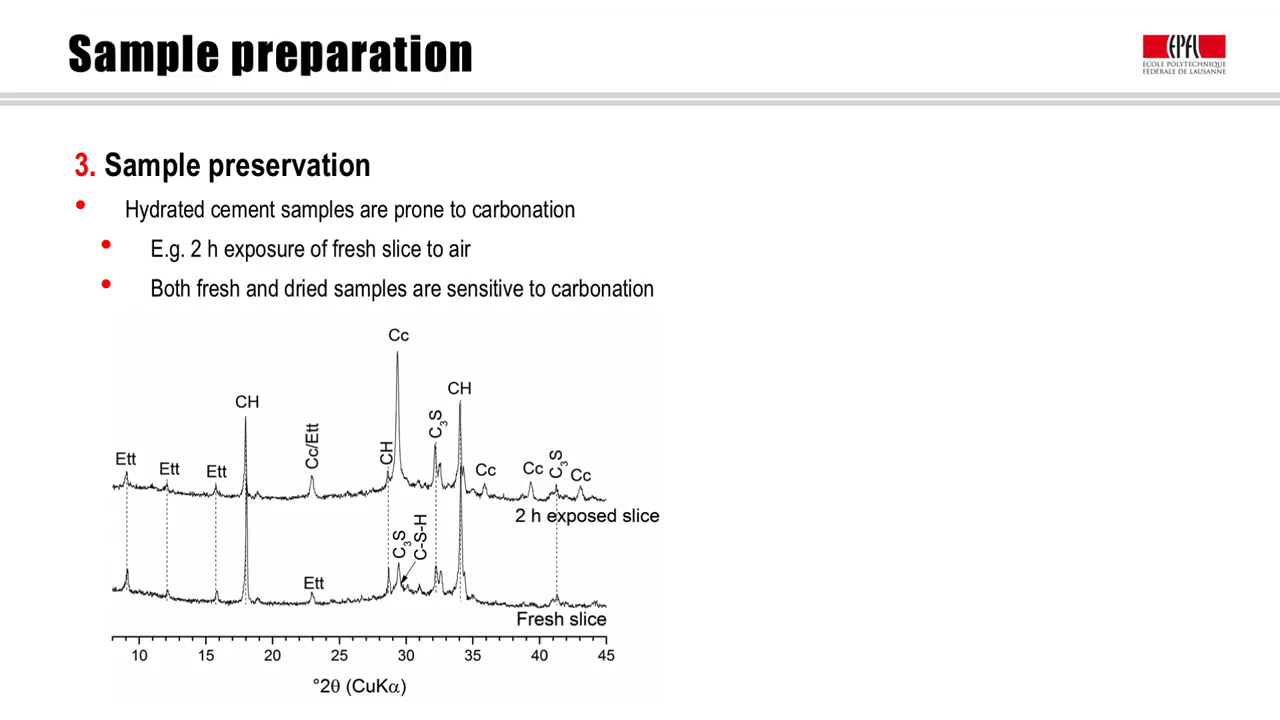 Sample preparation
EPFL
ÉCOLE POLYTECHNIQUE
FÉDÉRALE DE LAUSANNE
3. Sample preservation
• Hydrated cement samples are prone to carbonation
• E.g. 2 h exposure of fresh slice to air
• Both fresh and dried samples are sensitive to carbonation
Cc
CH
CH
Cc/Ett
C3S
CH
Ett
Ett
Ett
Cc
Cc
C3S
Cc
2 h exposed slice
C3S
C-S-H
Ett
Fresh slice
10 15 20 25 30 35 40 45
°2θ (CuKα)